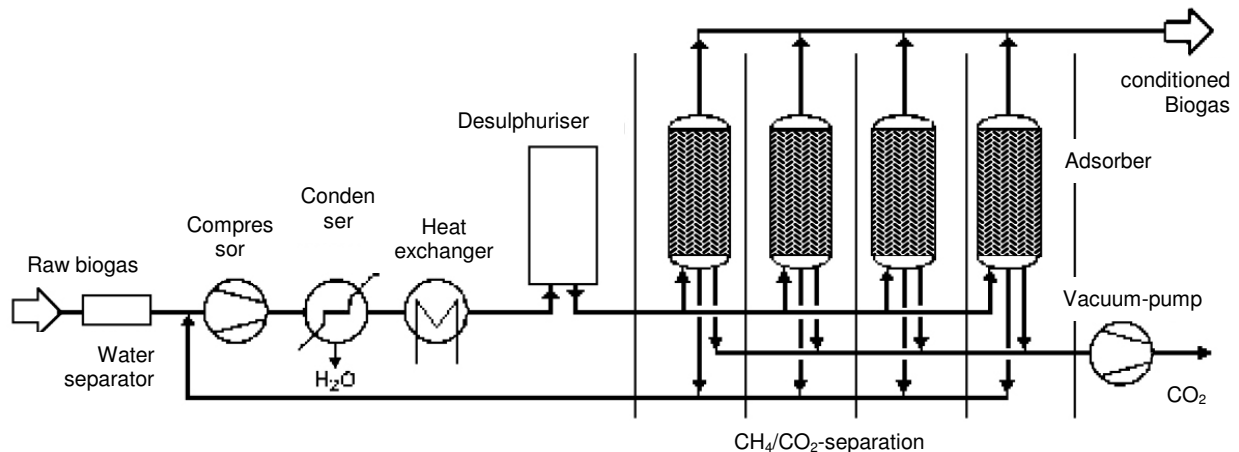 conditioned
Biogas
Desulphuriser
Adsorber
Conden
ser
Compres
sor
Heat
exchanger
Raw biogas
Vacuum-pump
Water
separator
H₂O
CO₂
CH₄/CO₂-separation